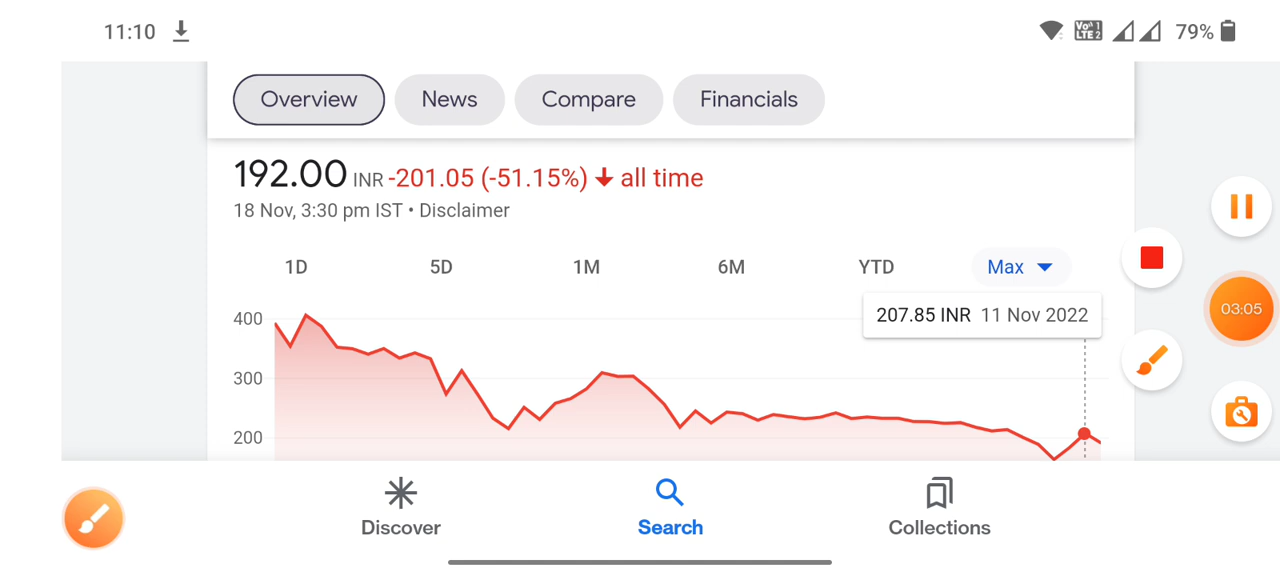 11:10 79%
Overview News Compare Financials
192.00 INR -201.05 (-51.15%) ↓ all time
18 Nov, 3:30 pm IST • Disclaimer
1D 5D 1M 6M YTD Max
207.85 INR 11 Nov 2022
400
300
200
03:05
Discover Search Collections